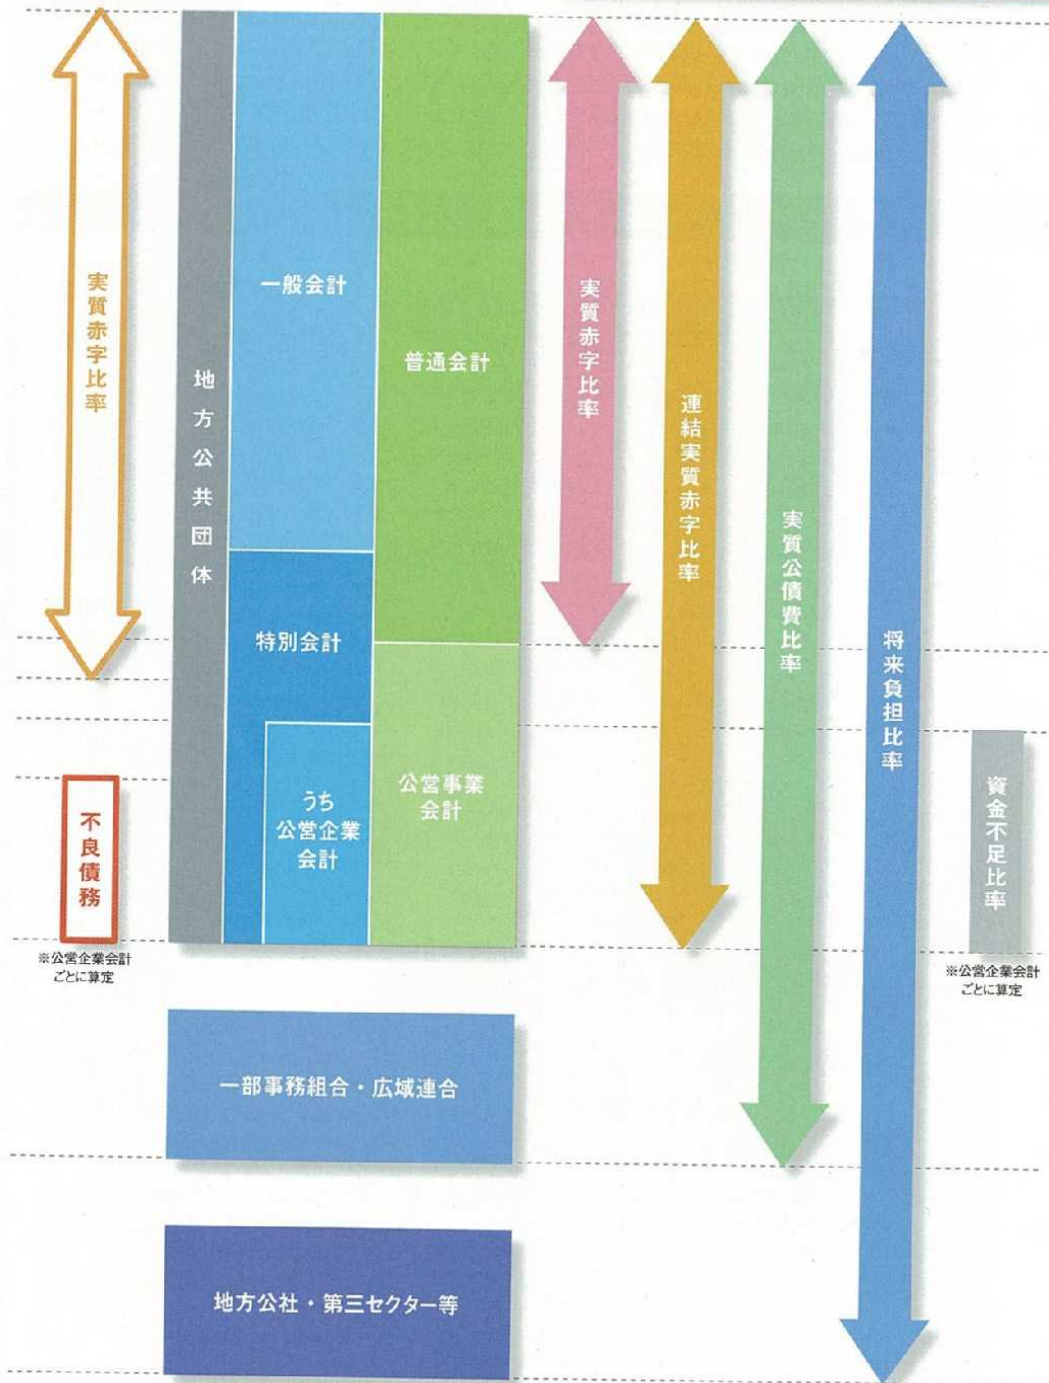 実質赤字比率
不良債務
※公営企業会計
ごとに算定
地方公共団体
一般会計
普通会計
特別会計
うち
公営企業
会計
公営事業
会計
一部事務組合・広域連合
地方公社・第三セクター等
実質赤字比率
連結実質赤字比率
実質公債費比率
将来負担比率
資金不足比率
※公営企業会計
ごとに算定